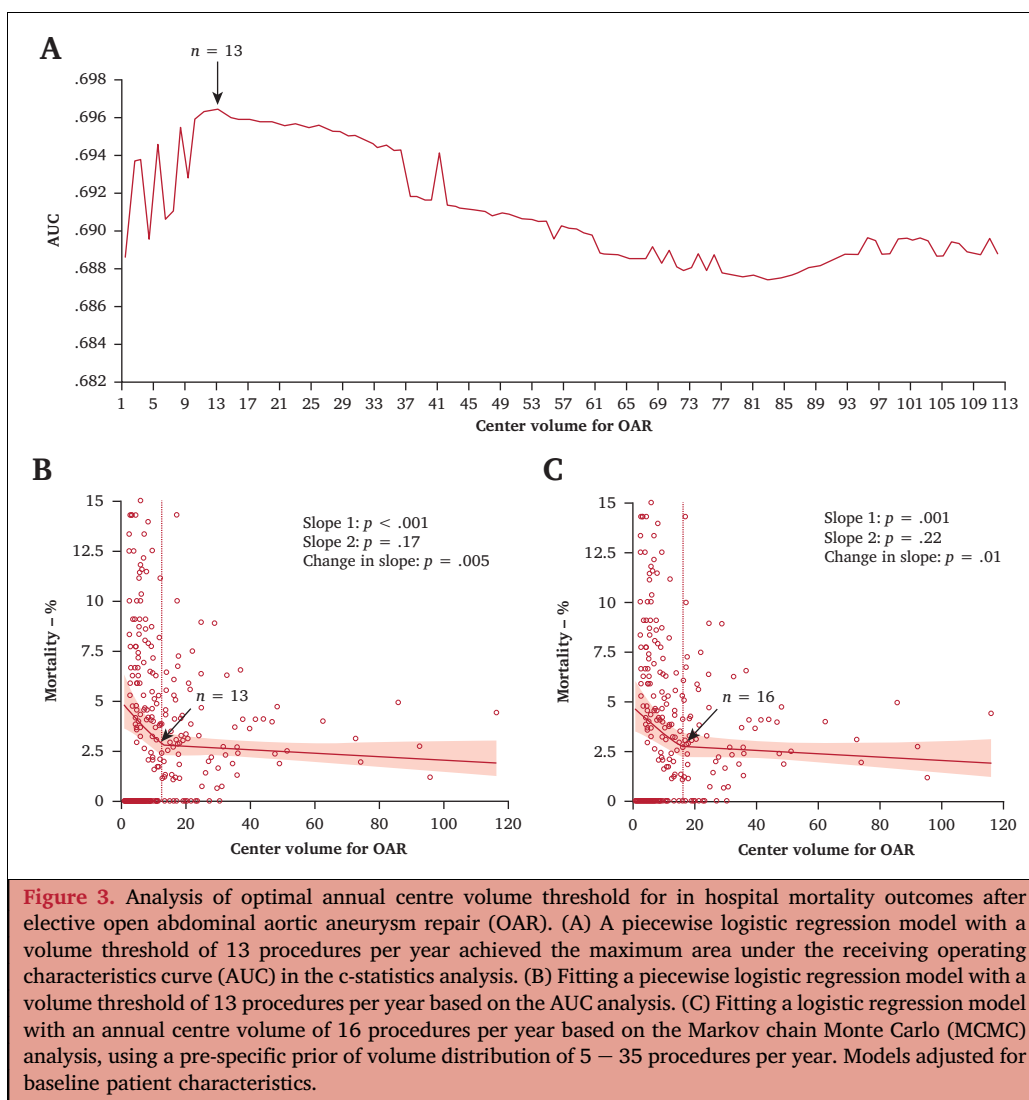 A
n = 13
.698
.696
.694
.692
.690
.688
.686
.684
.682
AUC
1 5 9 13 17 21 25 29 33 37 41 45 49 53 57 61 65 69 73 77 81 85 89 93 97 101 105 109 113
Center volume for OAR
B
15
12.5
10
7.5
5
2.5
0
Mortality – %
Slope 1: p < .001
Slope 2: p = .17
Change in slope: p = .005
n = 13
0 20 40 60 80 100 120
Center volume for OAR
C
15
12.5
10
7.5
5
2.5
0
Mortality – %
Slope 1: p = .001
Slope 2: p = .22
Change in slope: p = .01
n = 16
0 20 40 60 80 100 120
Center volume for OAR
Figure 3. Analysis of optimal annual centre volume threshold for in hospital mortality outcomes after
elective open abdominal aortic aneurysm repair (OAR). (A) A piecewise logistic regression model with a
volume threshold of 13 procedures per year achieved the maximum area under the receiving operating
characteristics curve (AUC) in the c-statistics analysis. (B) Fitting a piecewise logistic regression model with a
volume threshold of 13 procedures per year based on the AUC analysis. (C) Fitting a logistic regression model
with an annual centre volume of 16 procedures per year based on the Markov chain Monte Carlo (MCMC)
analysis, using a pre-specific prior of volume distribution of 5 – 35 procedures per year. Models adjusted for
baseline patient characteristics.